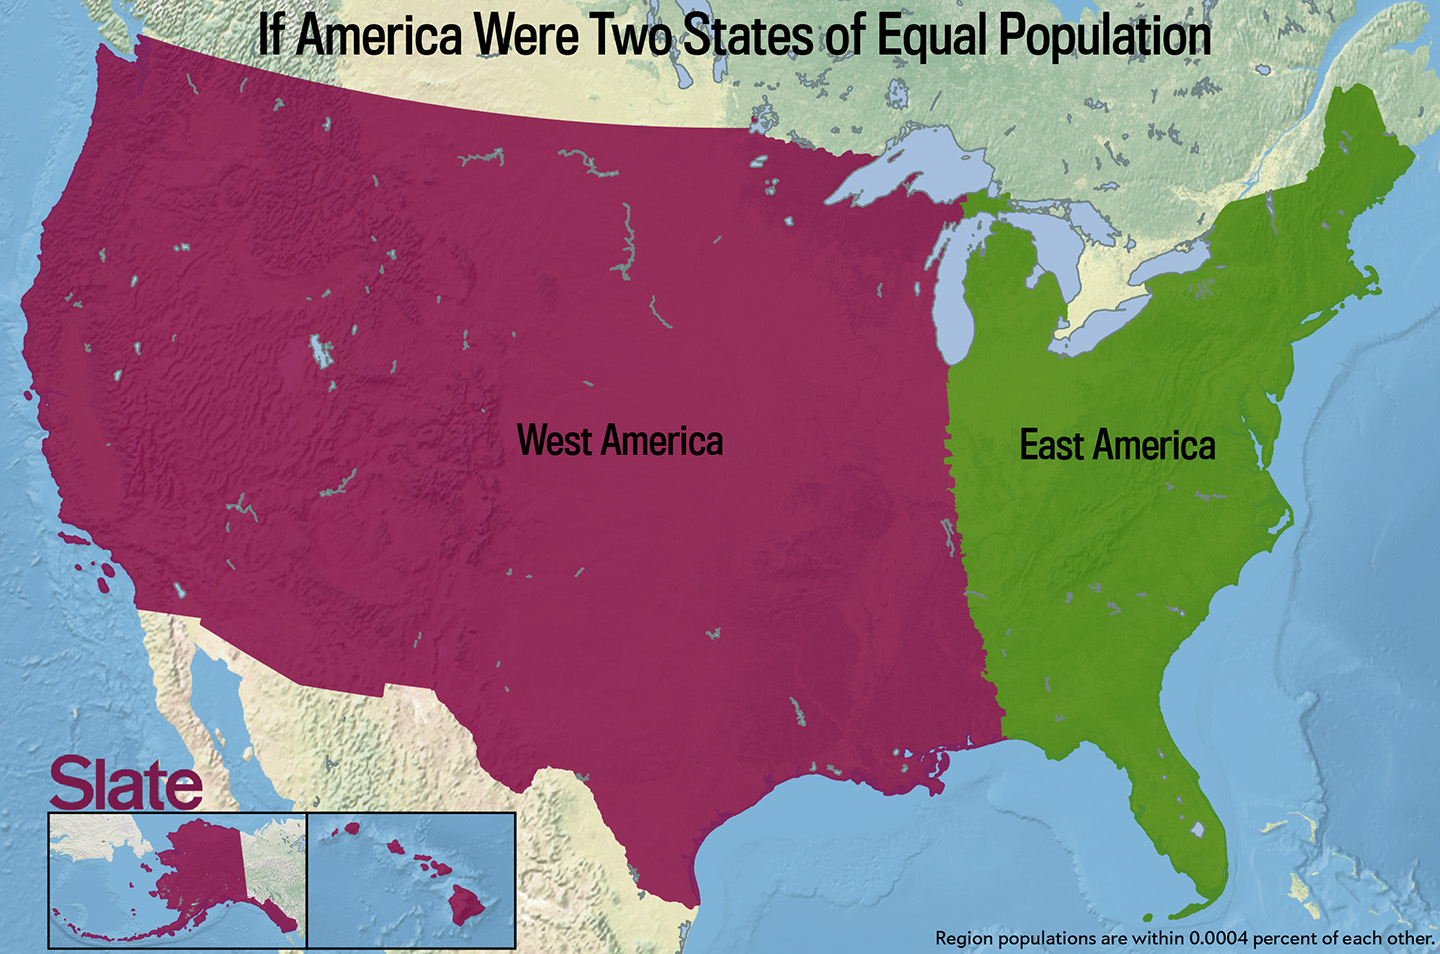 If America Were Two States of Equal Population
West America
East America
Slate
Region populations are within 0.0004 percent of each other.